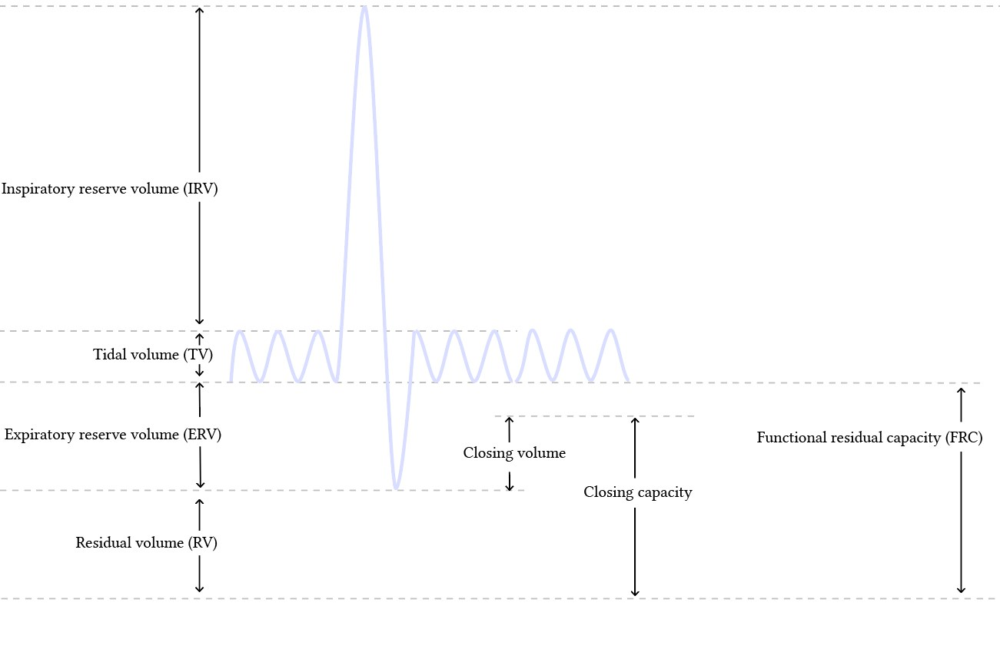 Inspiratory reserve volume (IRV)
Tidal volume (TV)
Expiratory reserve volume (ERV)
Functional residual capacity (FRC)
Closing volume
Closing capacity
Residual volume (RV)